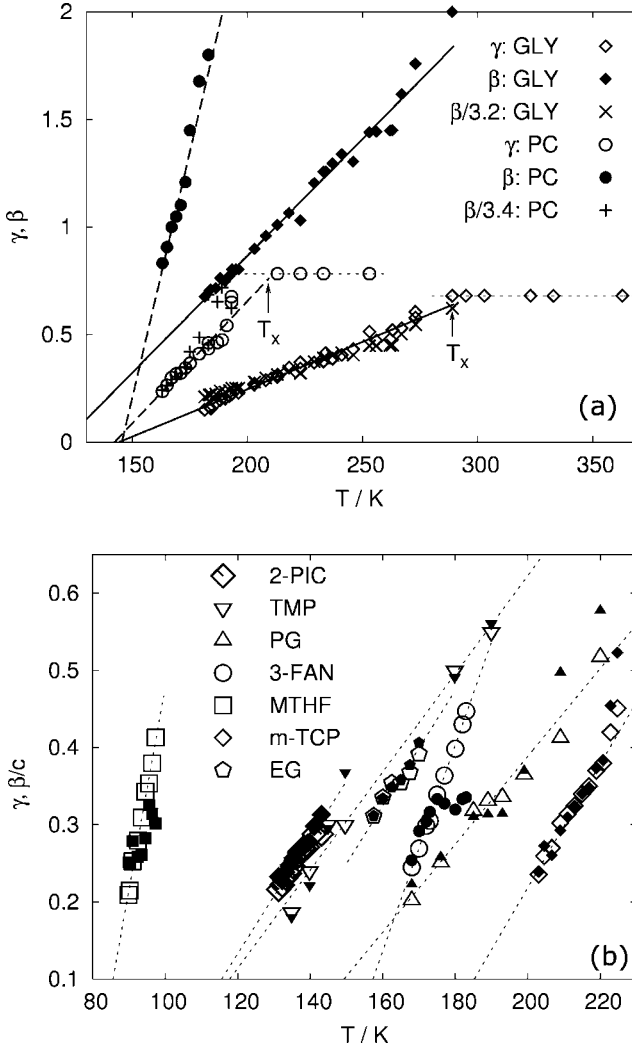 2
1.5
1
0.5
0
γ, β
γ: GLY
β: GLY
β/3.2: GLY
γ: PC
β: PC
β/3.4: PC
Tx
Tx
(a)
150 200 250 300 350
T / K
0.6
0.5
0.4
0.3
0.2
0.1
γ, β/c
2-PIC
TMP
PG
3-FAN
MTHF
m-TCP
EG
(b)
80 100 120 140 160 180 200 220
T / K